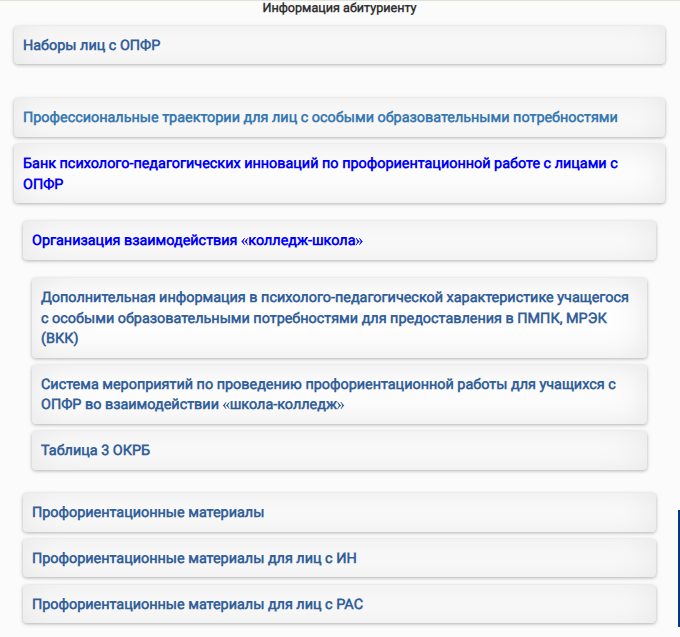 Информация абитуриенту
Наборы лиц с ОПФР
Профессиональные траектории для лиц с особыми образовательными потребностями
Банк психолого-педагогических инноваций по профориентационной работе с лицами с
ОПФР
Организация взаимодействия «колледж-школа»
Дополнительная информация в психолого-педагогической характеристике учащегося
с особыми образовательными потребностями для предоставления в ПМПК, МРЭК
(ВКК)
Система мероприятий по проведению профориентационной работы для учащихся с
ОПФР во взаимодействии «школа-колледж»
Таблица 3 ОКРБ
Профориентационные материалы
Профориентационные материалы для лиц с ИН
Профориентационные материалы для лиц с РАС